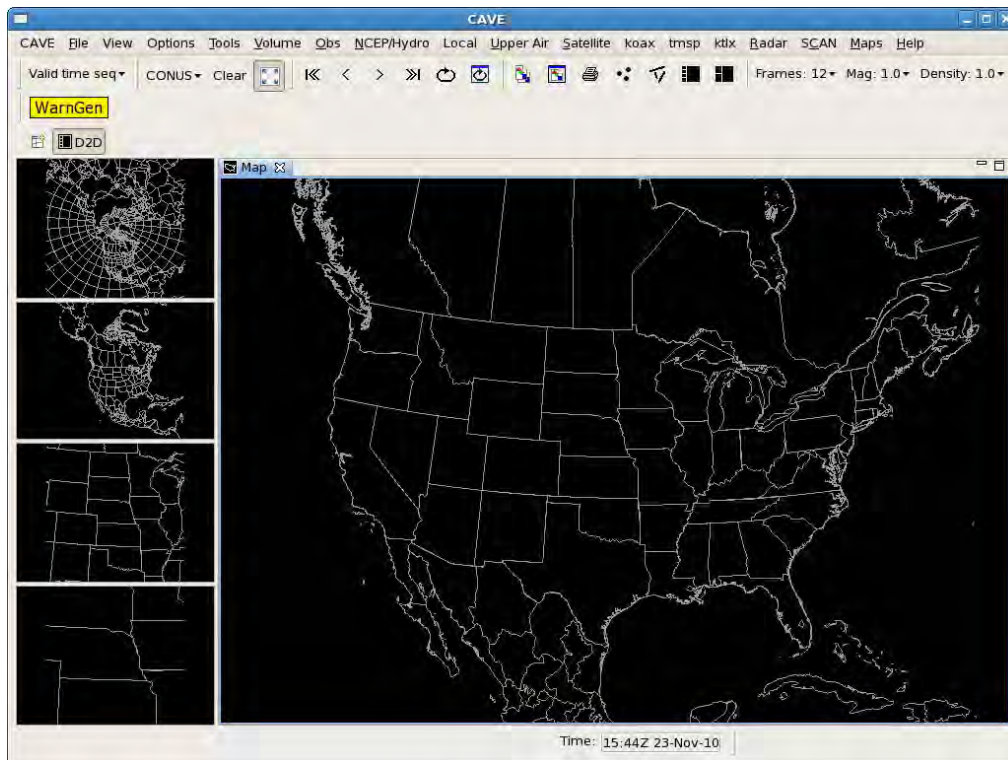 CAVE
CAVE File View Options Tools Volume Obs NCEP/Hydro Local Upper Air Satellite koax tmsp ktlx Radar SCAN Maps Help
Valid time seq CONUS Clear Frames: 12 Mag: 1.0 Density: 1.0
WarnGen
D2D
Map
Time: 15:44Z 23-Nov-10